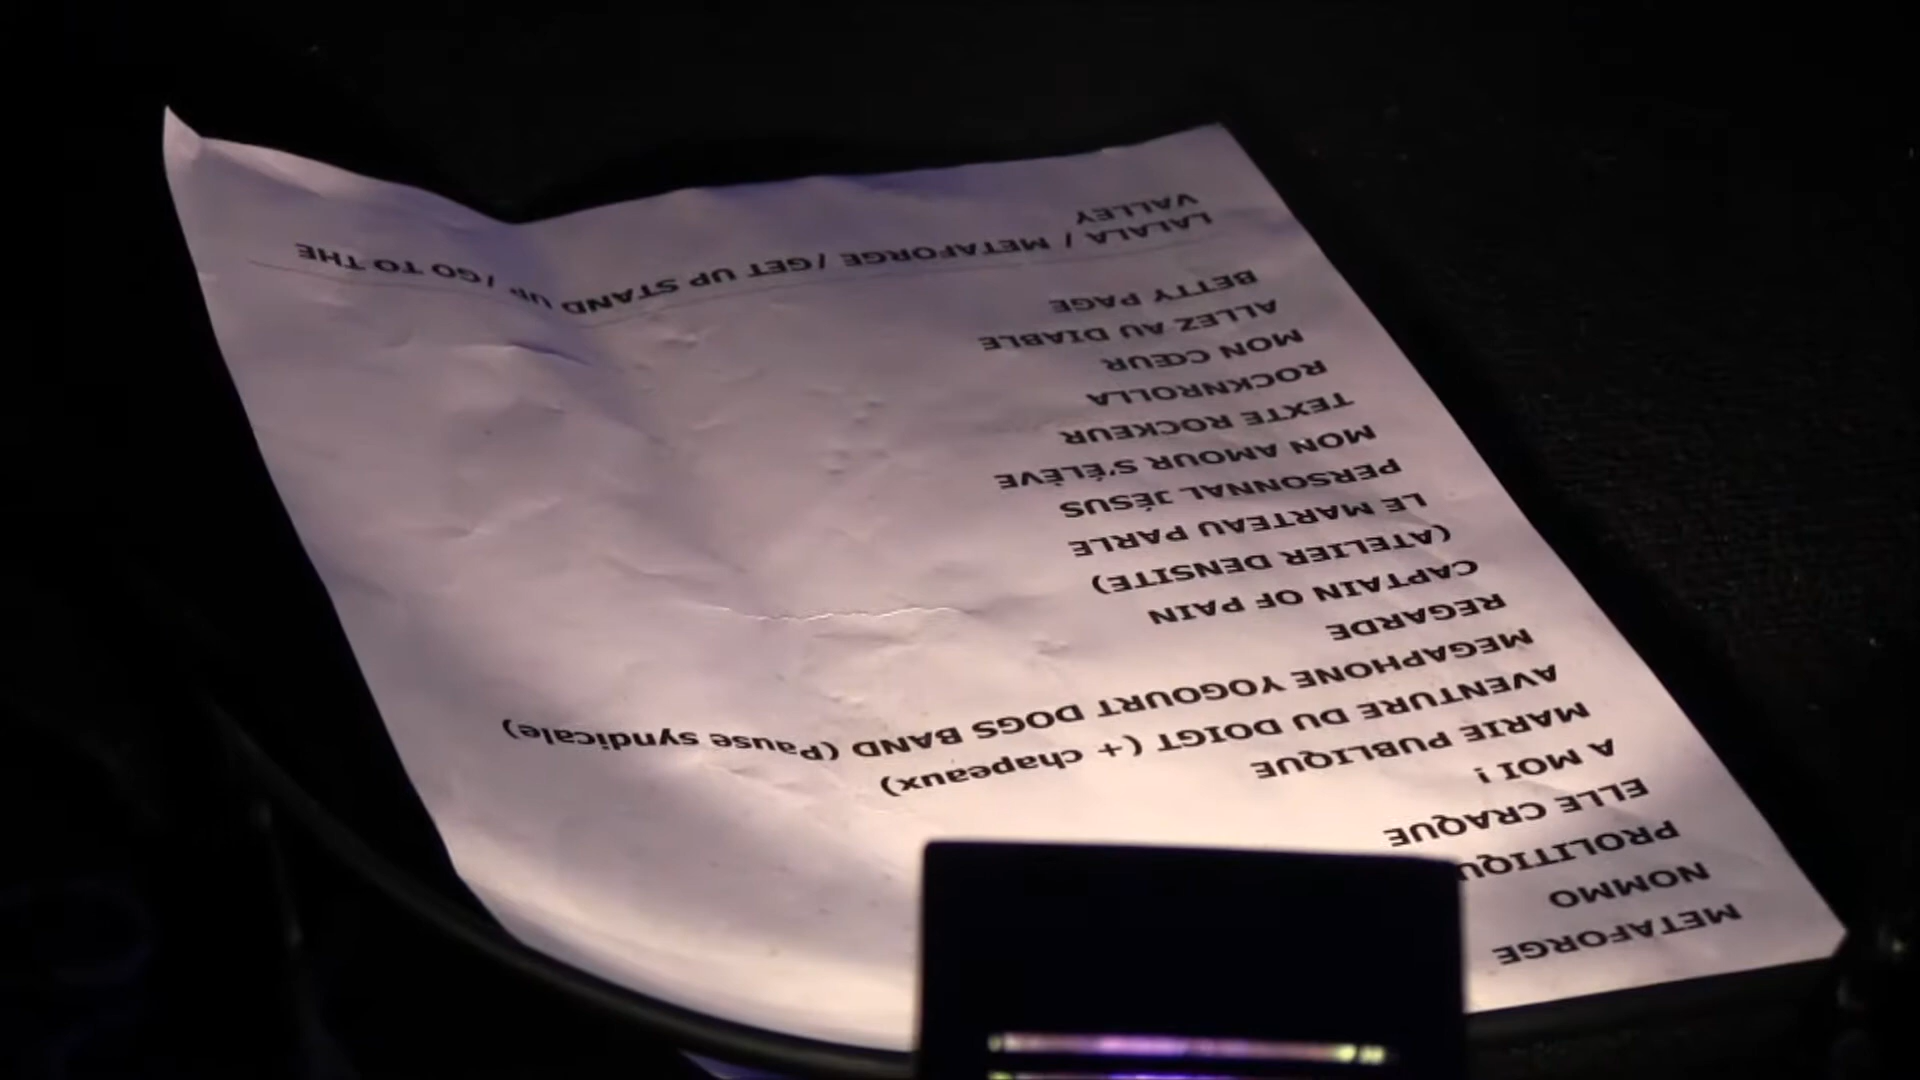 METAFORGE
NOMMO
PROLITIQU
ELLE CRAQUE
A MOI !
MARIE PUBLIQUE
AVENTURE DU DOIGT (+ chapeaux)
MEGAPHONE YOGOURT DOGS BAND (Pause syndicale)
REGARDE
CAPTAIN OF PAIN
(ATELIER DENSITE)
LE MARTEAU PARLE
PERSONNAL JÉSUS
MON AMOUR S'ÉLÈVE
TEXTE ROCKEUR
ROCKNROLLA
MON CŒUR
ALLEZ AU DIABLE
BETTY PAGE
LALALA / METAFORGE / GET UP STAND UP / GO TO THE
VALLEY